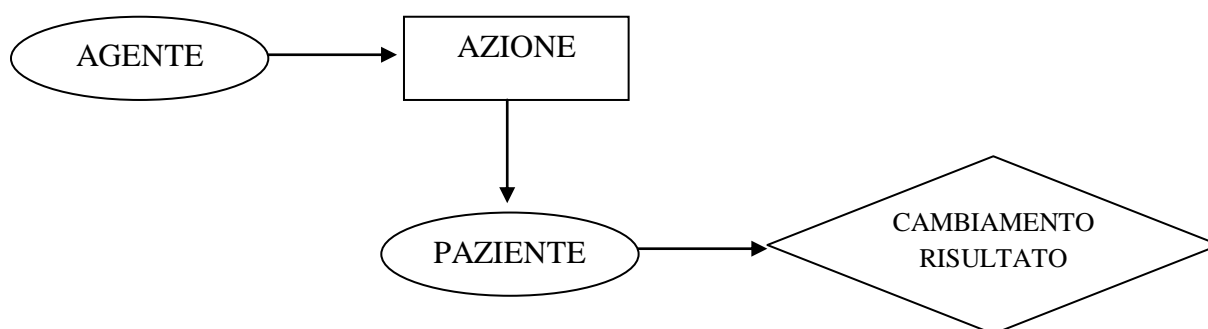 AGENTE
AZIONE
PAZIENTE
CAMBIAMENTO
RISULTATO